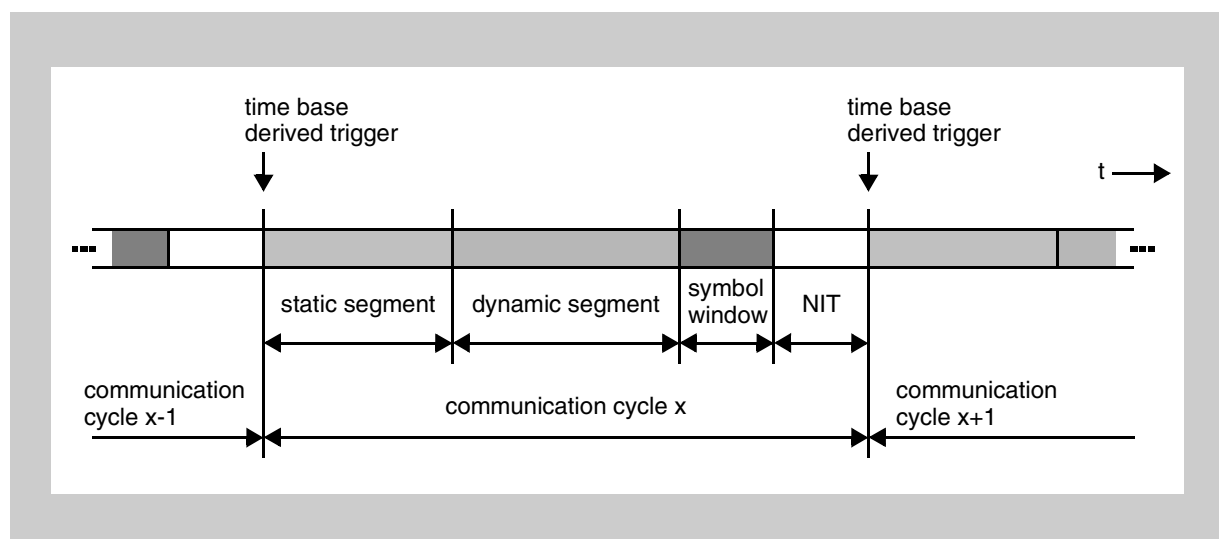 time base
derived trigger
time base
derived trigger
t
static segment
dynamic segment
symbol
window
NIT
communication
cycle x-1
communication cycle x
communication
cycle x+1